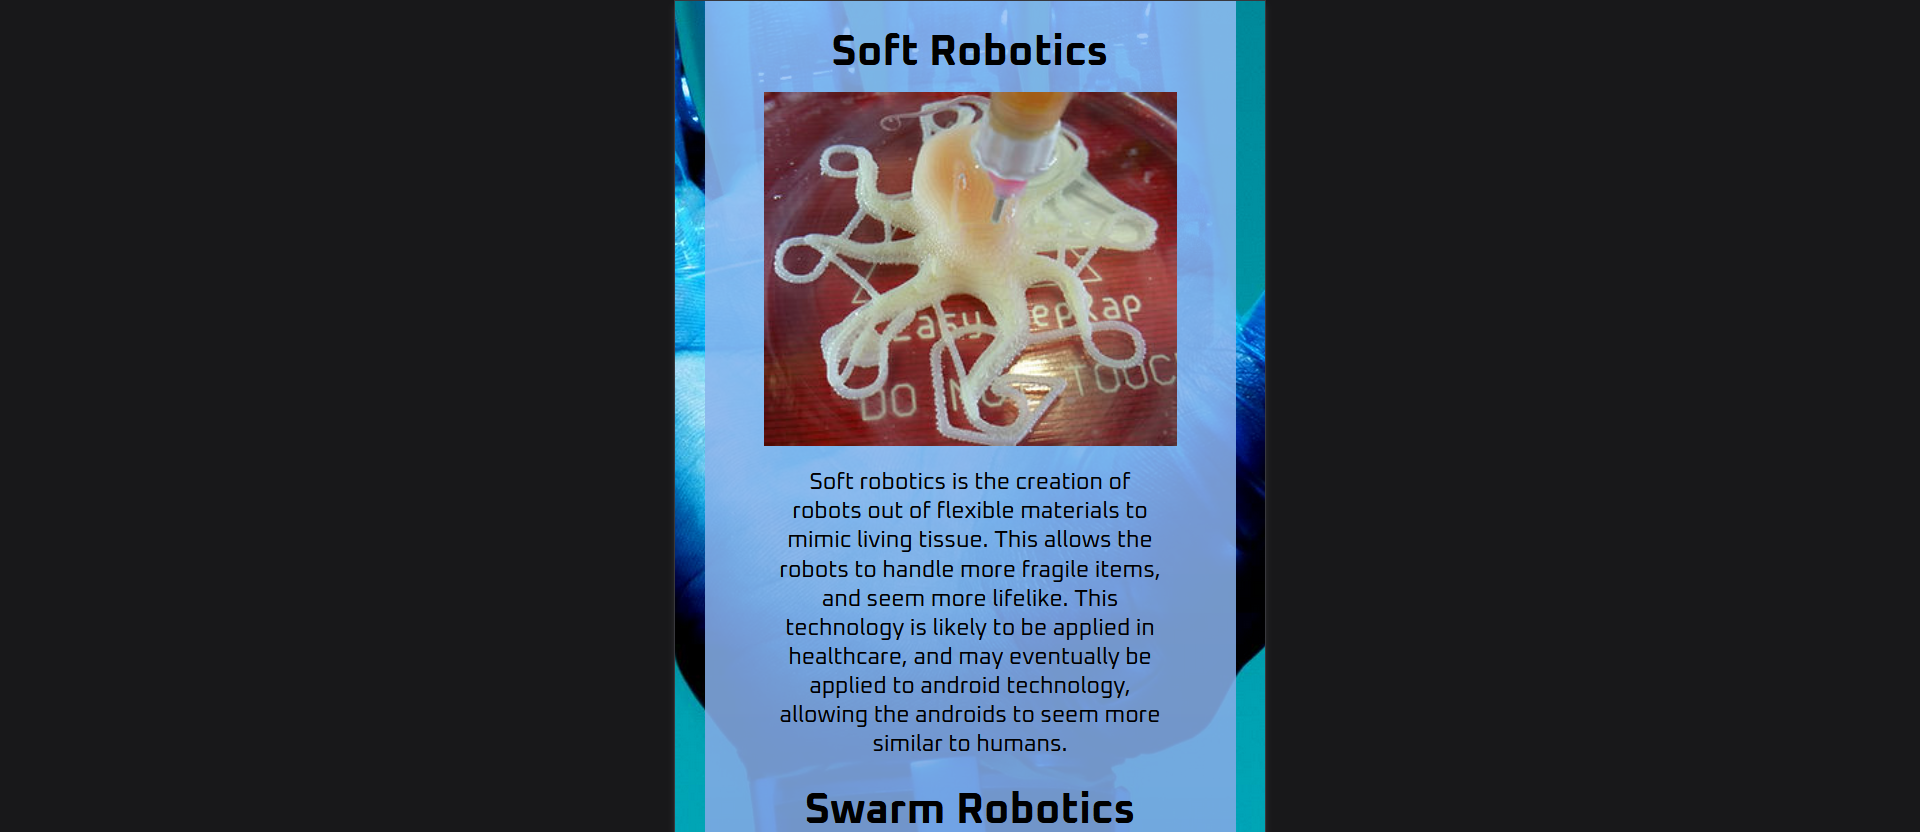 Soft Robotics
Easy RepRap
DO NOT TOUC
Soft robotics is the creation of
robots out of flexible materials to
mimic living tissue. This allows the
robots to handle more fragile items,
and seem more lifelike. This
technology is likely to be applied in
healthcare, and may eventually be
applied to android technology,
allowing the androids to seem more
similar to humans.
Swarm Robotics